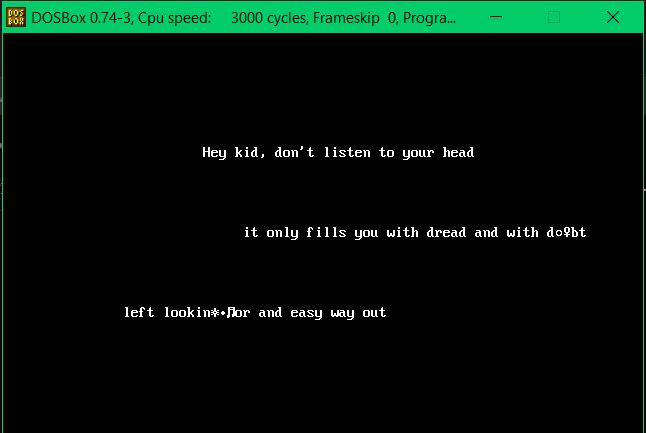 DOSBox 0.74-3, Cpu speed: 3000 cycles, Frameskip 0, Progra...
Hey kid, don't listen to your head
it only fills you with dread and with d○♀bt
left lookin☼•♫or and easy way out